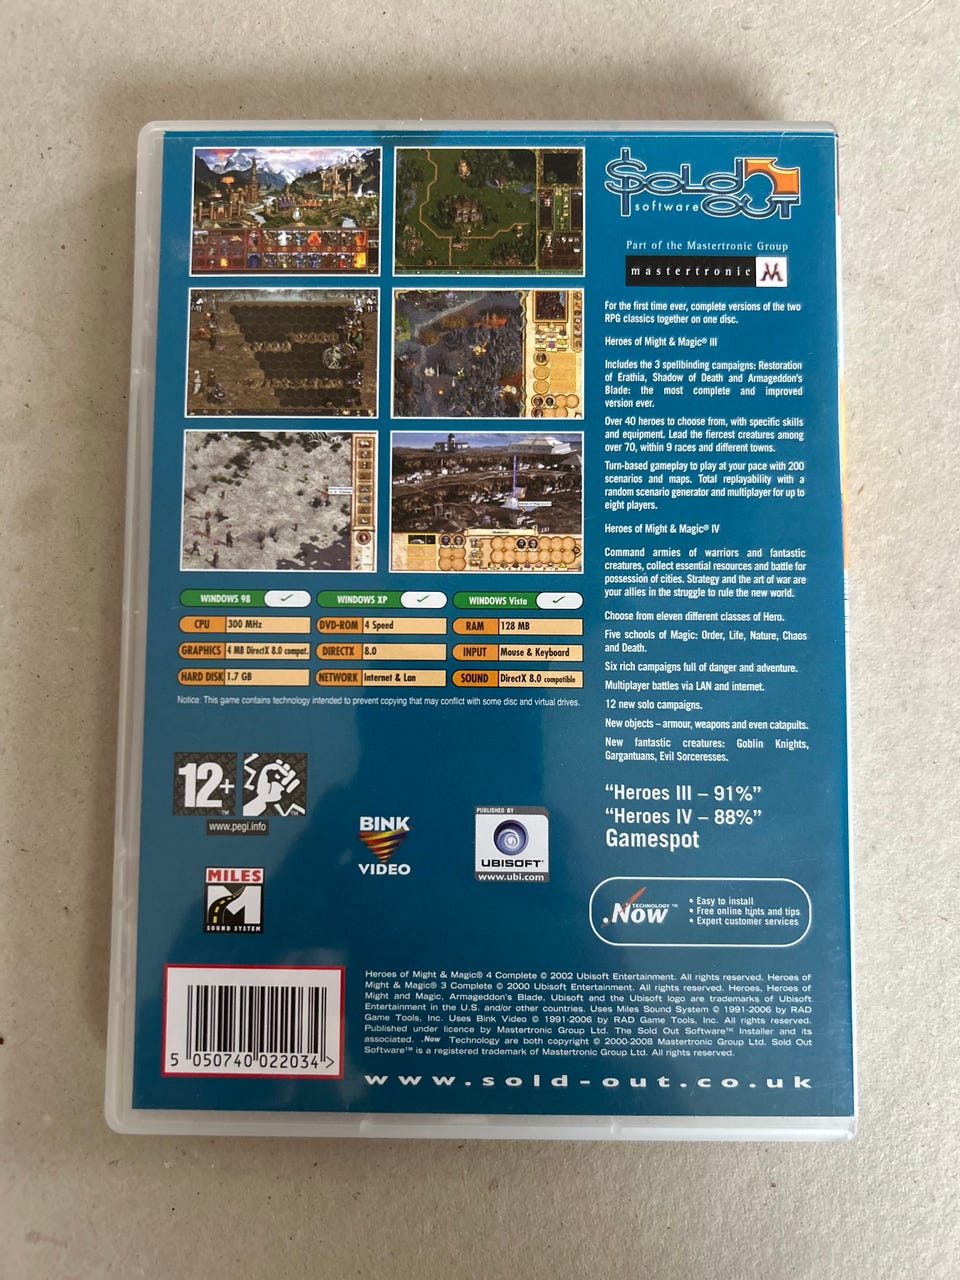 SOLD OUT
software
Part of the Mastertronic Group
mastertronic M
For the first time ever, complete versions of the two
RPG classics together on one disc.
Heroes of Might & Magic® III
Includes the 3 spellbinding campaigns: Restoration
of Erathia, Shadow of Death and Armageddon's
Blade: the most complete and improved
version ever.
Over 40 heroes to choose from, with specific skills
and equipment. Lead the fiercest creatures among
over 70, within 9 races and different towns.
Turn-based gameplay to play at your pace with 200
scenarios and maps. Total replayability with a
random scenario generator and multiplayer for up to
eight players.
Heroes of Might & Magic® IV
Command armies of warriors and fantastic
creatures, collect essential resources and battle for
possession of cities. Strategy and the art of war are
your allies in the struggle to rule the new world.
Choose from eleven different classes of Hero.
Five schools of Magic: Order, Life, Nature, Chaos
and Death.
Six rich campaigns full of danger and adventure.
Multiplayer battles via LAN and internet.
12 new solo campaigns.
New objects – armour, weapons and even catapults.
New fantastic creatures: Goblin Knights,
Gargantuans, Evil Sorceresses.
“Heroes III – 91%”
“Heroes IV – 88%”
Gamespot
WINDOWS 98 WINDOWS XP WINDOWS Vista
CPU 300 MHz DVD-ROM 4 Speed RAM 128 MB
GRAPHICS 4 MB DirectX 8.0 compat. DIRECTX 8.0 INPUT Mouse & Keyboard
HARD DISK 1.7 GB NETWORK Internet & Lan SOUND DirectX 8.0 compatible
Notice: This game contains technology intended to prevent copying that may conflict with some disc and virtual drives.
12+
www.pegi.info
BINK
VIDEO
PUBLISHED BY
UBISOFT
www.ubi.com
MILES
SOUND SYSTEM
.Now TECHNOLOGY™
• Easy to install
• Free online hints and tips
• Expert customer services
5 050740 022034 >
Heroes of Might & Magic® 4 Complete © 2002 Ubisoft Entertainment. All rights reserved. Heroes of
Might & Magic® 3 Complete © 2000 Ubisoft Entertainment. All rights reserved. Heroes, Heroes of
Might and Magic, Armageddon's Blade, Ubisoft and the Ubisoft logo are trademarks of Ubisoft
Entertainment in the U.S. and/or other countries. Uses Miles Sound System © 1991-2006 by RAD
Game Tools, Inc. Uses Bink Video © 1991-2006 by RAD Game Tools, Inc. All rights reserved.
Published under licence by Mastertronic Group Ltd. The Sold Out Software™ Installer and its
associated .Now Technology are both copyright © 2000-2008 Mastertronic Group Ltd. Sold Out
Software™ is a registered trademark of Mastertronic Group Ltd. All rights reserved.
www.sold-out.co.uk